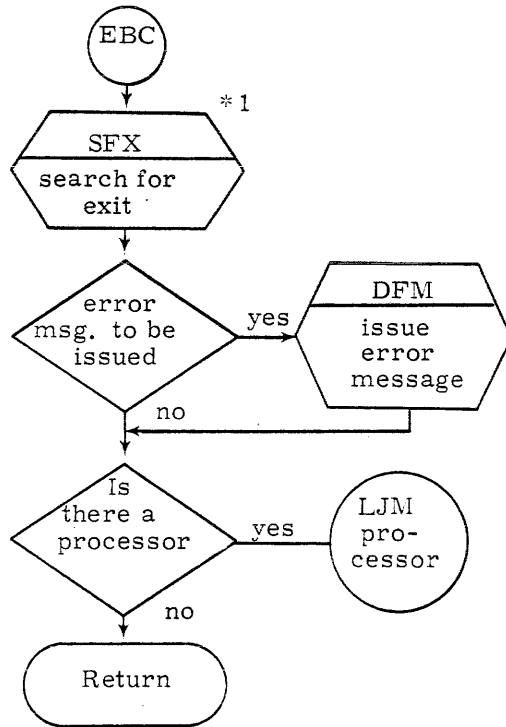 EBC
*1
SFX
search for
exit
error
msg. to be
issued
yes
DFM
issue
error
message
no
Is
there a
processor
yes
LJM
pro-
cessor
no
Return